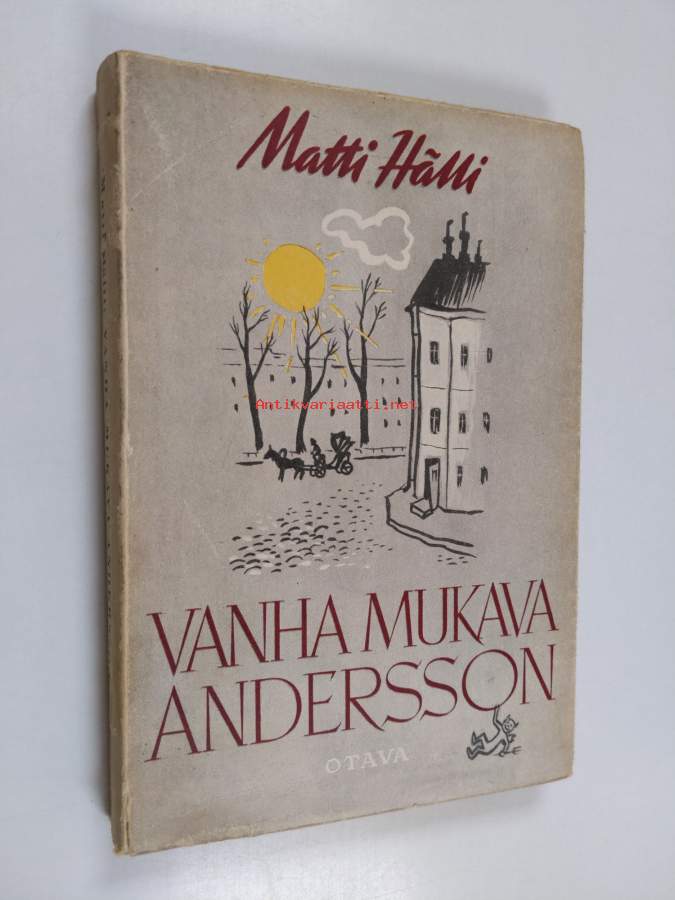 Matti Hälli
Antikvariaatti.net
VANHA MUKAVA
ANDERSSON
OTAVA